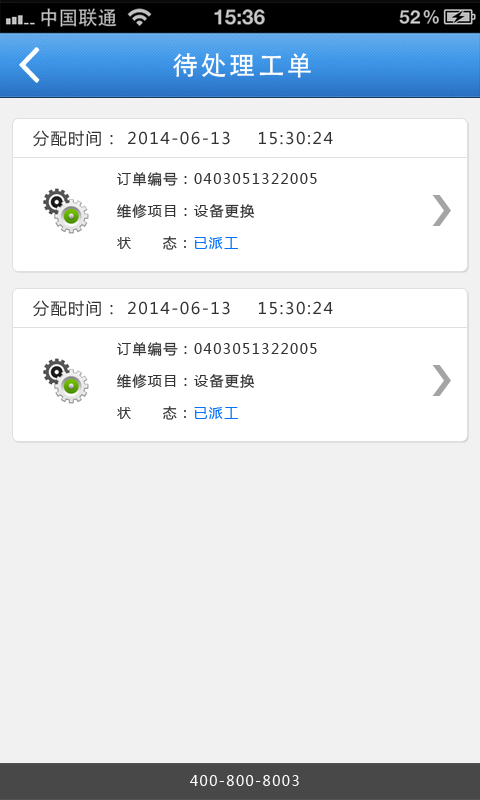 中国联通 15:36 52%
待处理工单
分配时间： 2014-06-13 15:30:24
订单编号：0403051322005
维修项目：设备更换
状 态：已派工
分配时间： 2014-06-13 15:30:24
订单编号：0403051322005
维修项目：设备更换
状 态：已派工
400-800-8003